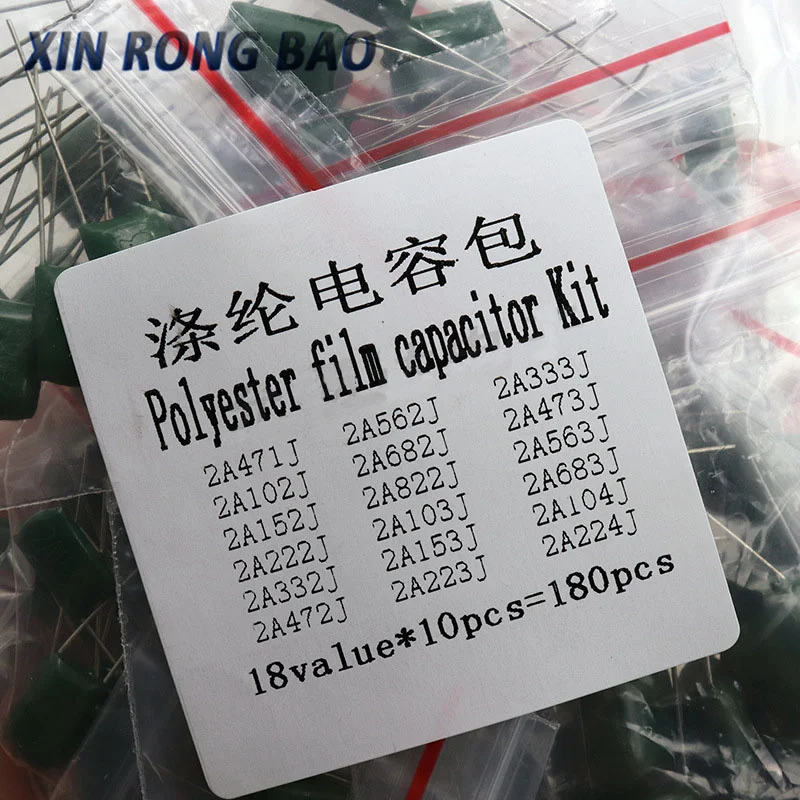 XIN RONG BAO
涤纶电容包
Polyester film capacitor Kit
2A471J 2A562J 2A333J
2A102J 2A682J 2A473J
2A152J 2A822J 2A563J
2A222J 2A103J 2A683J
2A332J 2A153J 2A104J
2A472J 2A223J 2A224J
18value*10pcs=180pcs